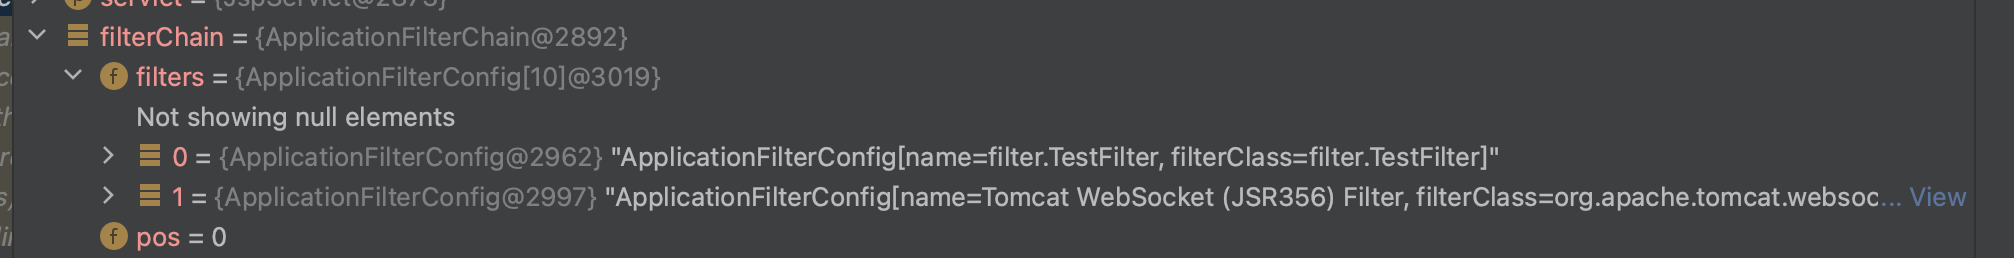 servlet = {JspServlet@2875}
filterChain = {ApplicationFilterChain@2892}
f filters = {ApplicationFilterConfig[10]@3019}
Not showing null elements
0 = {ApplicationFilterConfig@2962} "ApplicationFilterConfig[name=filter.TestFilter, filterClass=filter.TestFilter]"
1 = {ApplicationFilterConfig@2997} "ApplicationFilterConfig[name=Tomcat WebSocket (JSR356) Filter, filterClass=org.apache.tomcat.websoc... View
f pos = 0